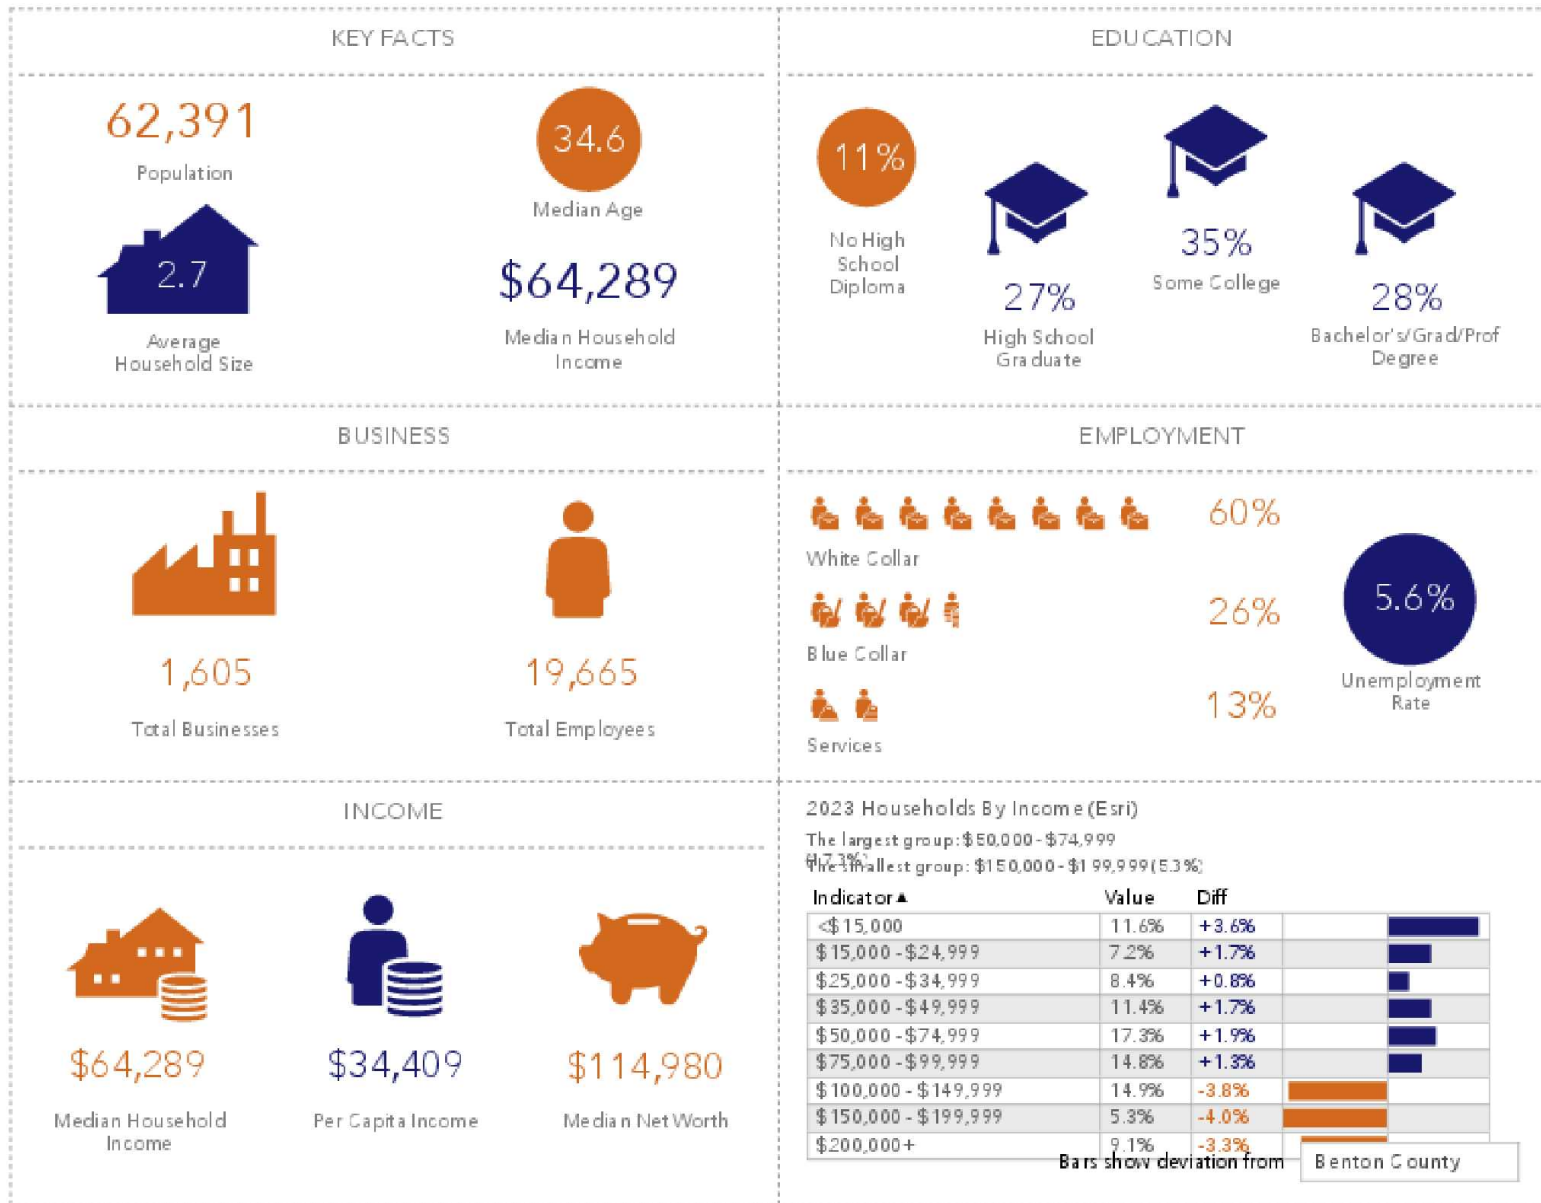 KEY FACTS
62,391
Population
34.6
Median Age
2.7
Average
Household Size
$64,289
Median Household
Income
EDUCATION
11%
No High
School
Diploma
27%
High School
Graduate
35%
Some College
28%
Bachelor's/Grad/Prof
Degree
BUSINESS
1,605
Total Businesses
19,665
Total Employees
EMPLOYMENT
60%
White Collar
26%
Blue Collar
13%
Services
5.6%
Unemployment
Rate
INCOME
$64,289
Median Household
Income
$34,409
Per Capita Income
$114,980
Median Net Worth
2023 Households By Income (Esri)
The largest group: $50,000 - $74,999
(17.3%)
The smallest group: $150,000 - $199,999 (5.3%)
Indicator▲ Value Diff
<$15,000 11.6% +3.6%
$15,000 - $24,999 7.2% +1.7%
$25,000 - $34,999 8.4% +0.8%
$35,000 - $49,999 11.4% +1.7%
$50,000 - $74,999 17.3% +1.9%
$75,000 - $99,999 14.8% +1.3%
$100,000 - $149,999 14.9% -3.8%
$150,000 - $199,999 5.3% -4.0%
$200,000+ 9.1% -3.3%
Bars show deviation from Benton County